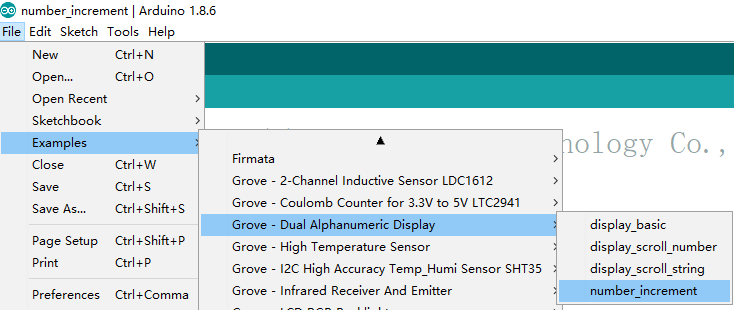 number_increment | Arduino 1.8.6
File Edit Sketch Tools Help
New Ctrl+N
Open... Ctrl+O
Open Recent
Sketchbook
Examples
Close Ctrl+W
Save Ctrl+S
Save As... Ctrl+Shift+S
Page Setup Ctrl+Shift+P
Print Ctrl+P
Preferences Ctrl+Comma
Firmata
Grove - 2-Channel Inductive Sensor LDC1612
Grove - Coulomb Counter for 3.3V to 5V LTC2941
Grove - Dual Alphanumeric Display
Grove - High Temperature Sensor
Grove - I2C High Accuracy Temp_Humi Sensor SHT35
Grove - Infrared Receiver And Emitter
display_basic
display_scroll_number
display_scroll_string
number_increment
Co.,